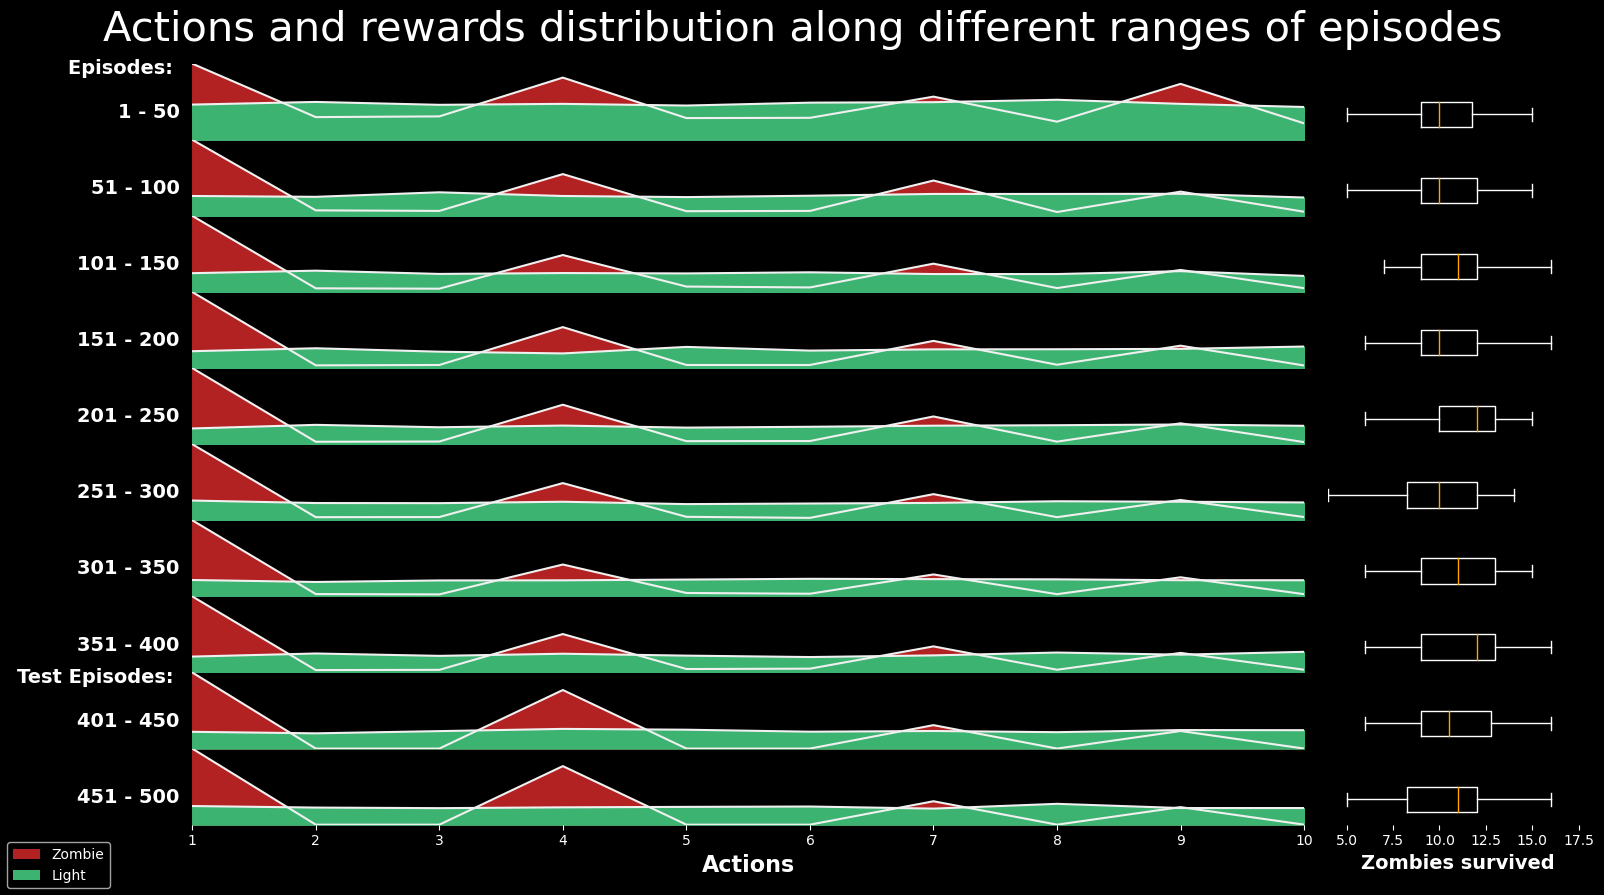 Actions and rewards distribution along different ranges of episodes
Episodes:
1 - 50
51 - 100
101 - 150
151 - 200
201 - 250
251 - 300
301 - 350
351 - 400
Test Episodes:
401 - 450
451 - 500
1 2 3 4 5 6 7 8 9 10
5.0 7.5 10.0 12.5 15.0 17.5
Actions
Zombies survived
Zombie
Light